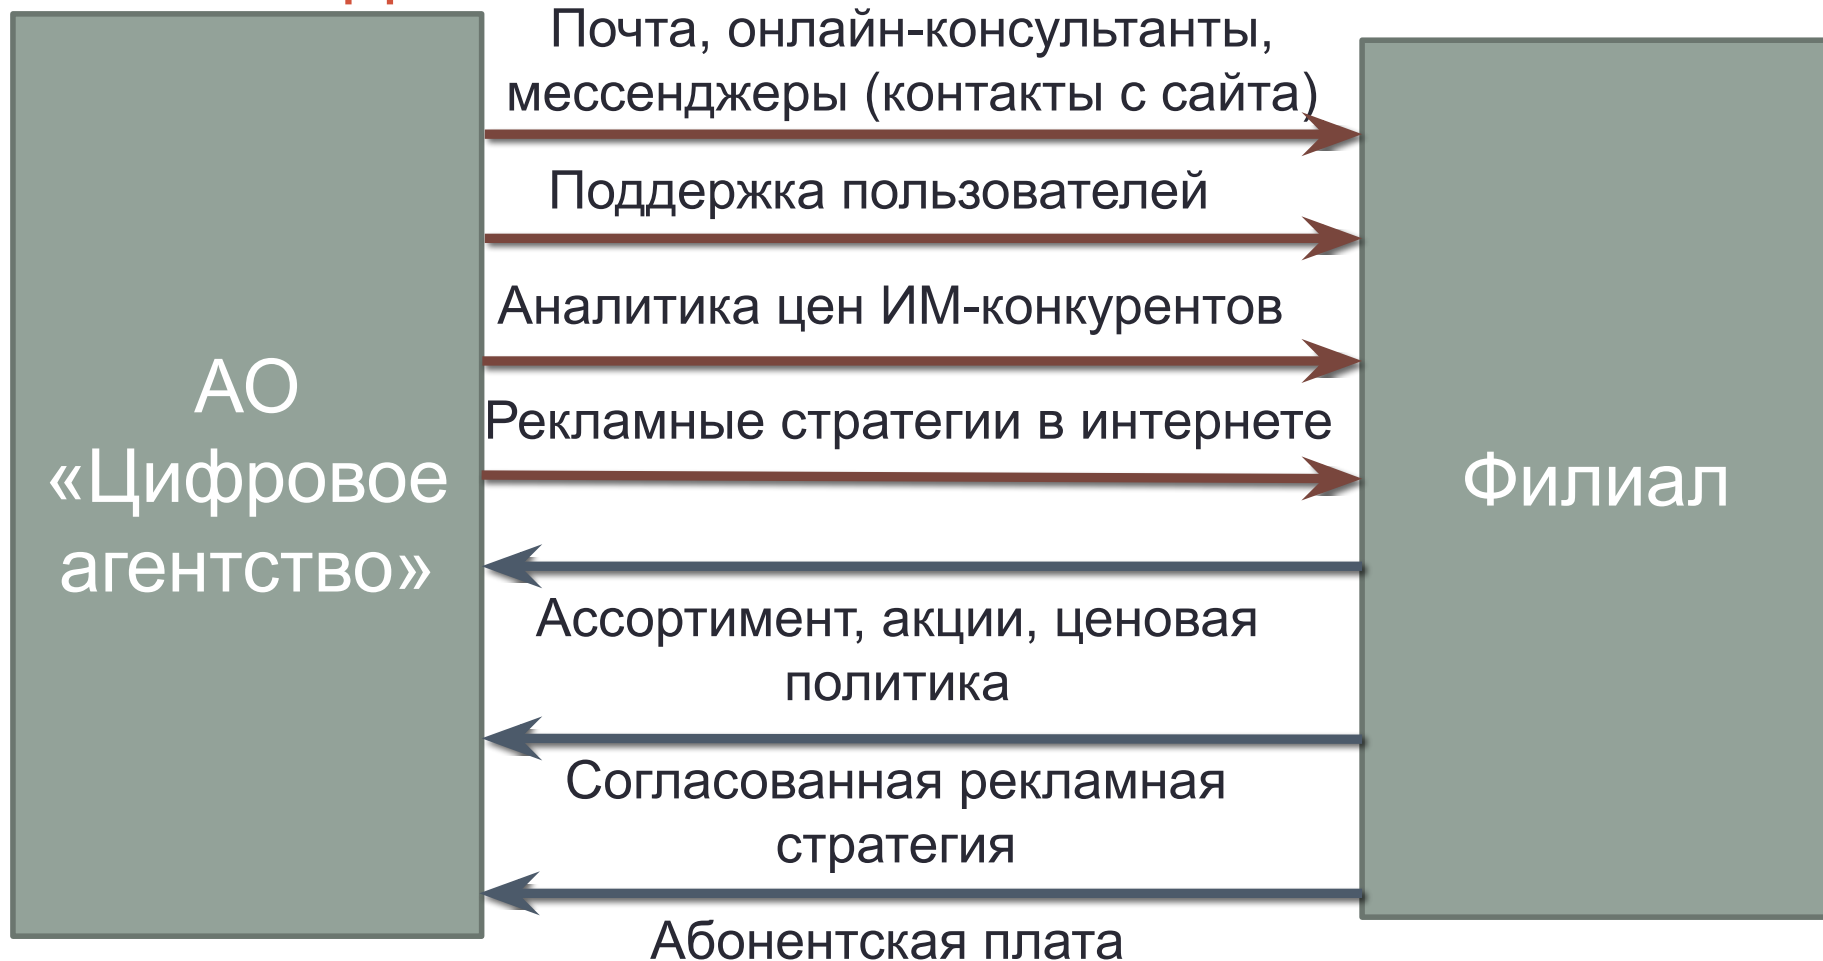 Почта, онлайн-консультанты,
мессенджеры (контакты с сайта)
Поддержка пользователей
Аналитика цен ИМ-конкурентов
Рекламные стратегии в интернете
АО
«Цифровое
агентство»
Филиал
Ассортимент, акции, ценовая
политика
Согласованная рекламная
стратегия
Абонентская плата